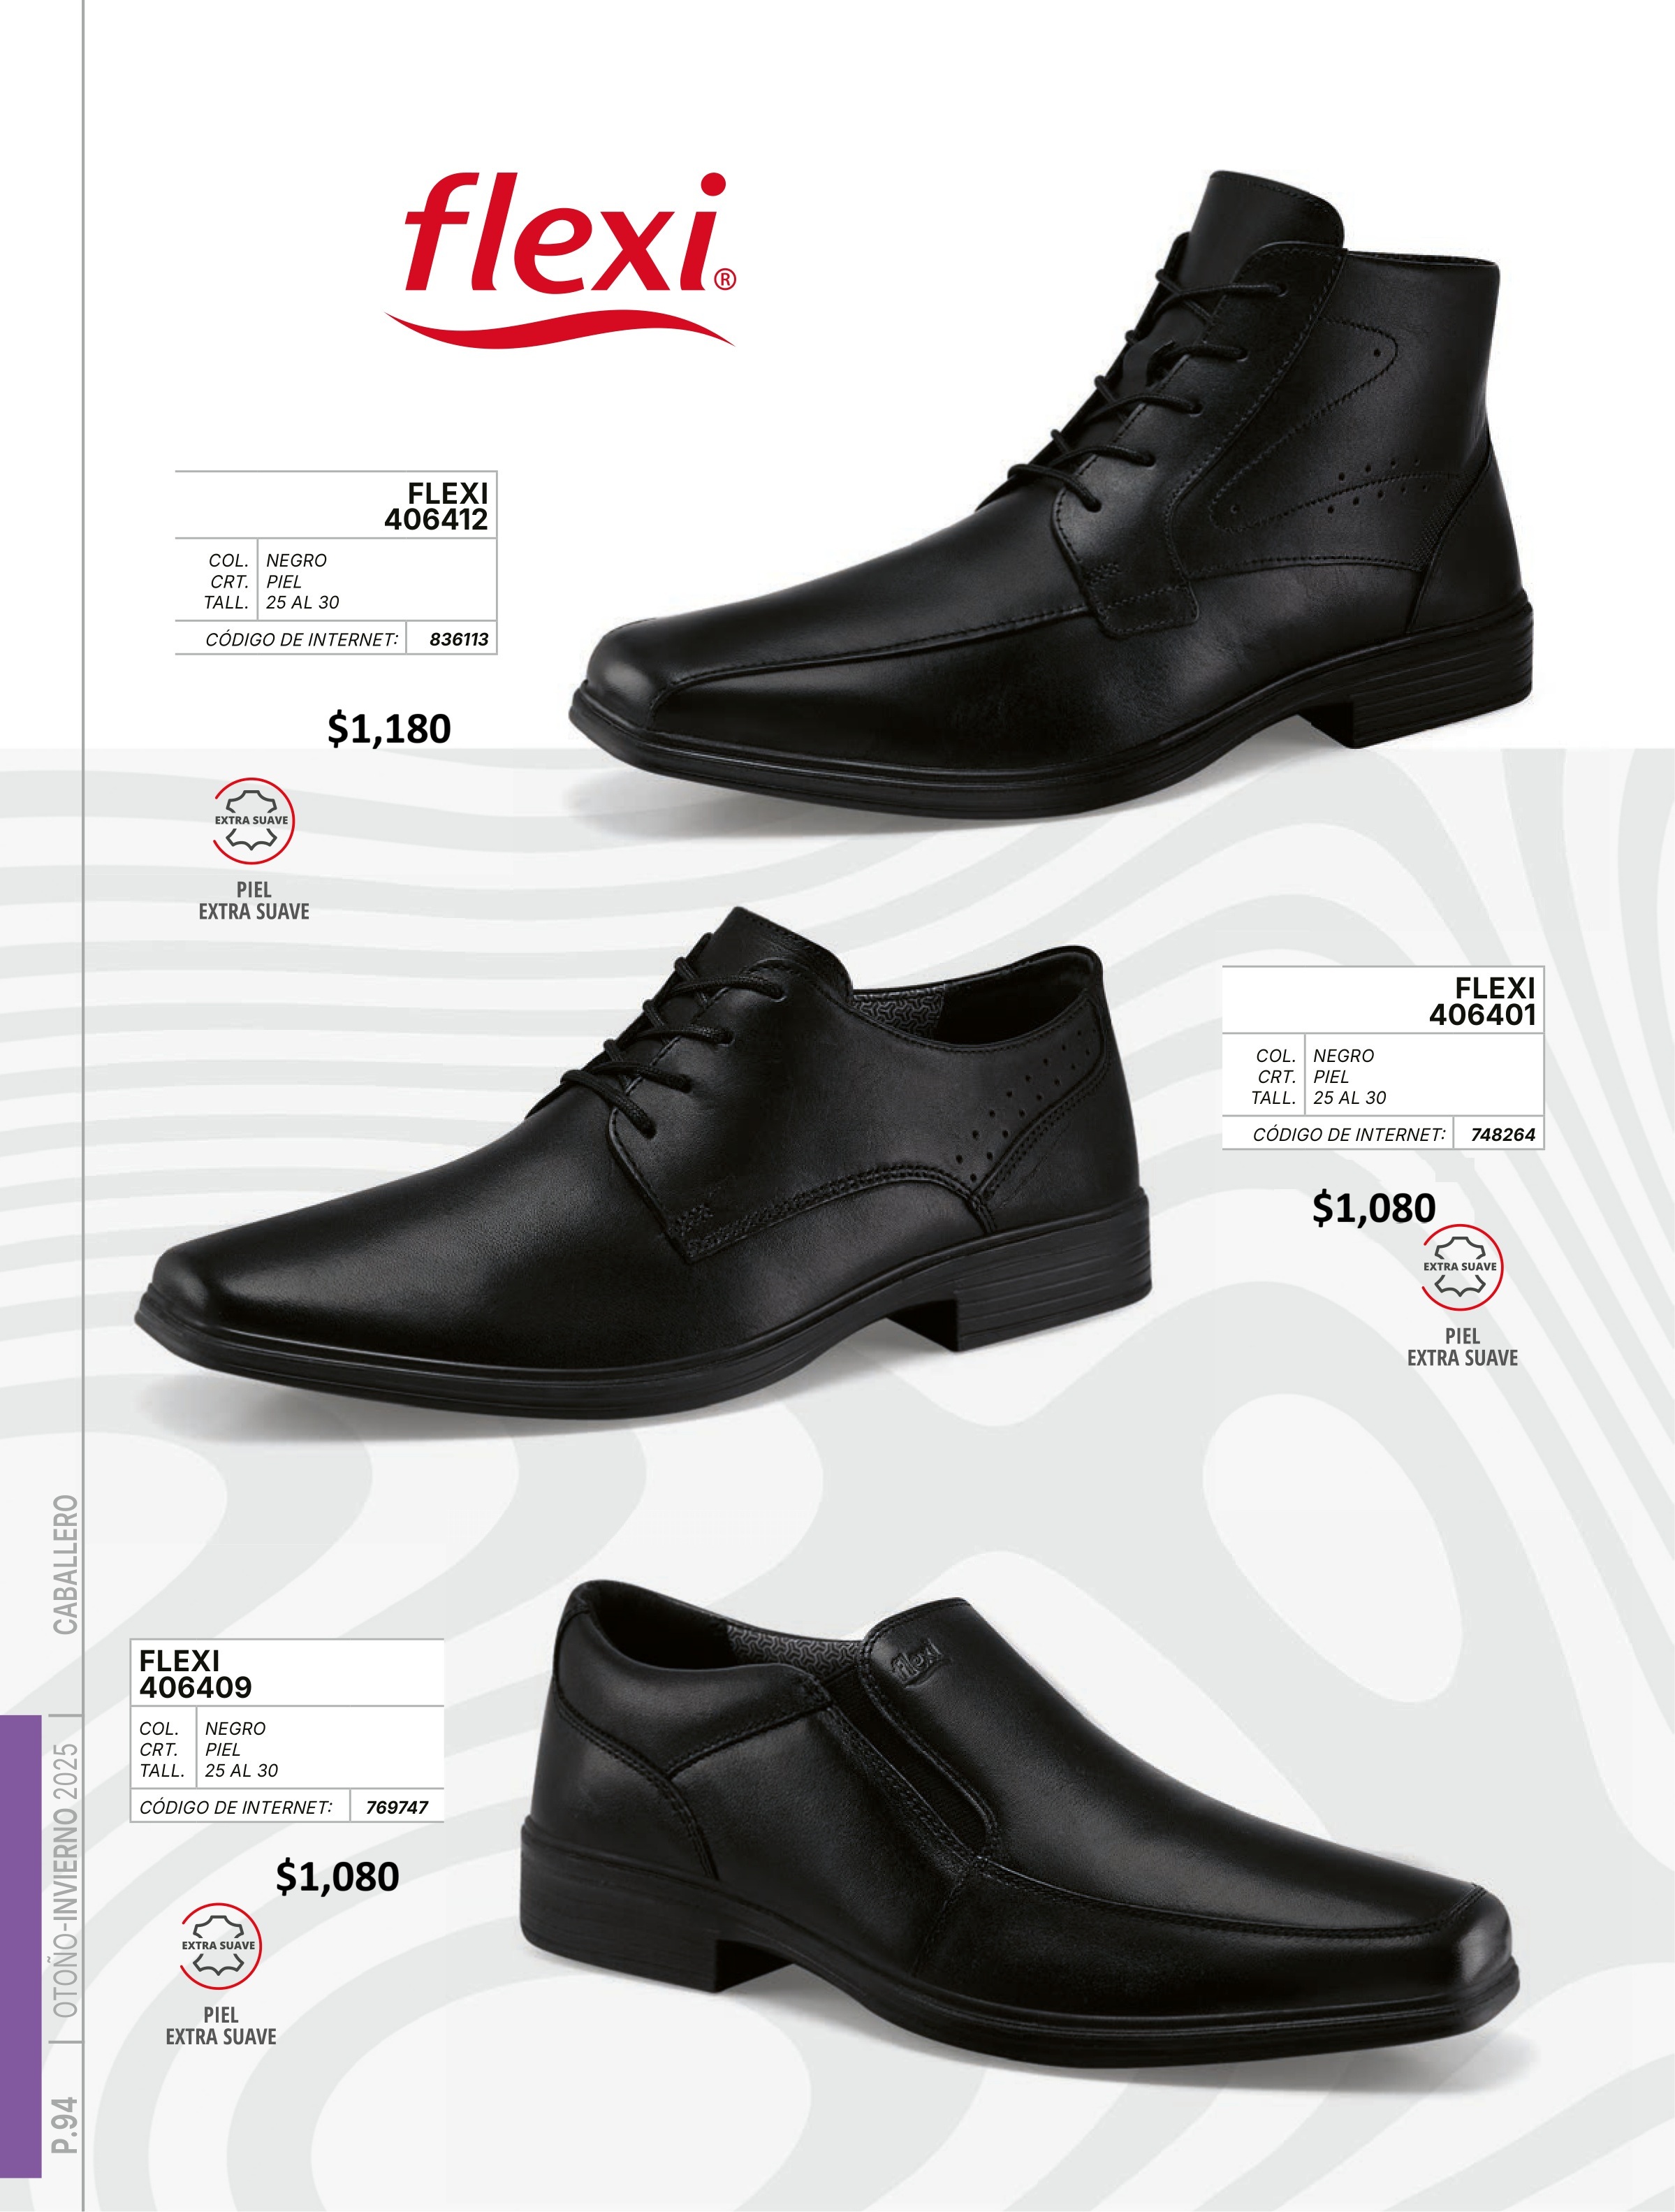 flexi®
FLEXI
406412
COL. NEGRO
CRT. PIEL
TALL. 25 AL 30
CÓDIGO DE INTERNET: 836113
$1,180
EXTRA SUAVE
PIEL
EXTRA SUAVE
FLEXI
406401
COL. NEGRO
CRT. PIEL
TALL. 25 AL 30
CÓDIGO DE INTERNET: 748264
$1,080
EXTRA SUAVE
PIEL
EXTRA SUAVE
flexi
FLEXI
406409
COL. NEGRO
CRT. PIEL
TALL. 25 AL 30
CÓDIGO DE INTERNET: 769747
$1,080
EXTRA SUAVE
PIEL
EXTRA SUAVE
P.94 OTOÑO-INVIERNO 2025 CABALLERO